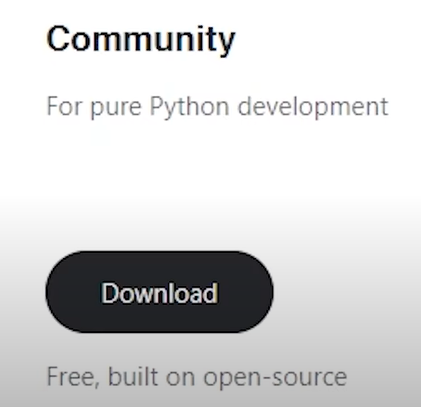 Community
For pure Python development
Download
Free, built on open-source